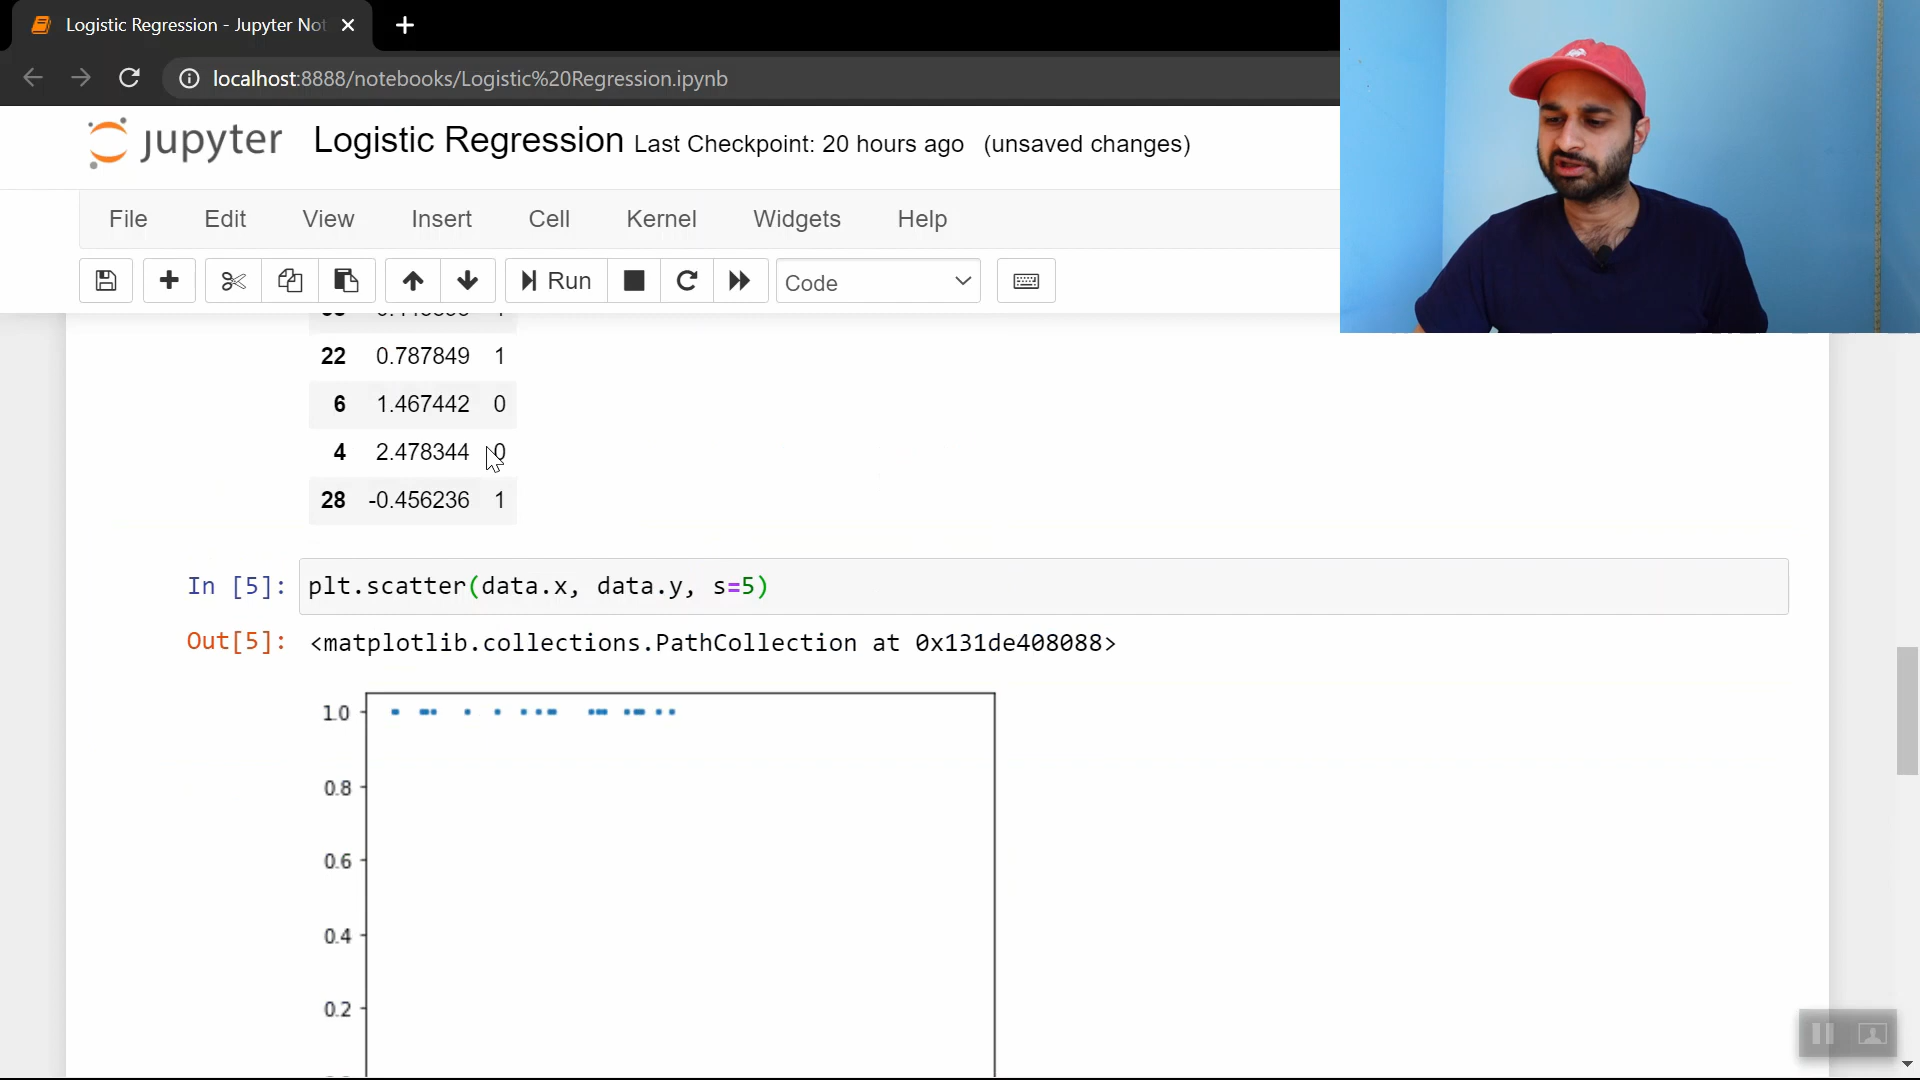 Logistic Regression - Jupyter Not
localhost:8888/notebooks/Logistic%20Regression.ipynb
jupyter Logistic Regression Last Checkpoint: 20 hours ago (unsaved changes)
File Edit View Insert Cell Kernel Widgets Help
Run Code
22 0.787849 1
6 1.467442 0
4 2.478344 0
28 -0.456236 1
In [5]: plt.scatter(data.x, data.y, s=5)
Out[5]: <matplotlib.collections.PathCollection at 0x131de408088>
1.0
0.8
0.6
0.4
0.2